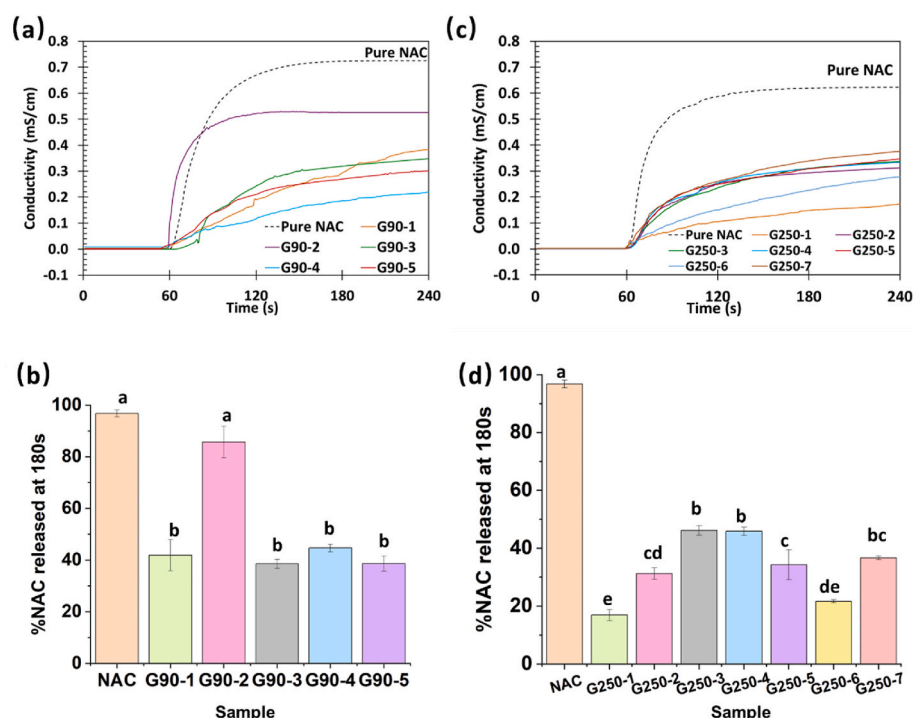 (a)
0.8
0.7
0.6
0.5
0.4
0.3
0.2
0.1
0.0
-0.1
Conductivity (mS/cm)
Pure NAC
Pure NAC
G90-1
G90-2
G90-3
G90-4
G90-5
0
60
120
180
240
Time (s)
(c)
0.8
0.7
0.6
0.5
0.4
0.3
0.2
0.1
0.0
-0.1
Conductivity (mS/cm)
Pure NAC
Pure NAC
G250-1
G250-2
G250-3
G250-4
G250-5
G250-6
G250-7
0
60
120
180
240
Time (s)
(b)
100
80
60
40
20
0
%NAC released at 180s
a
b
a
b
b
b
NAC
G90-1
G90-2
G90-3
G90-4
G90-5
Sample
(d)
100
80
60
40
20
0
%NAC released at 180s
a
e
cd
b
b
c
de
bc
NAC
G250-1
G250-2
G250-3
G250-4
G250-5
G250-6
G250-7
Sample